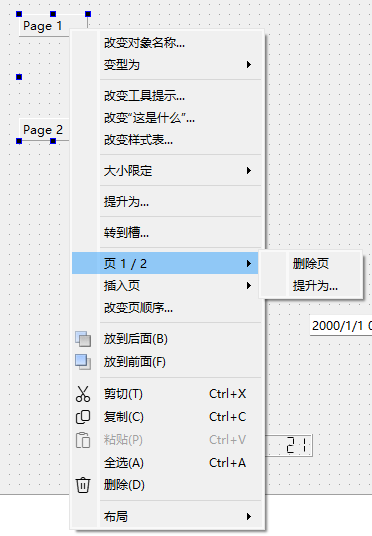 Page 1
改变对象名称...
变型为
改变工具提示...
Page 2
改变“这是什么”...
改变样式表...
大小限定
提升为...
转到槽...
页 1 / 2
删除页
插入页
提升为...
改变页顺序...
2000/1/1 0
放到后面(B)
放到前面(F)
剪切(T) Ctrl+X
复制(C) Ctrl+C
粘贴(P) Ctrl+V
21
全选(A) Ctrl+A
删除(D)
布局